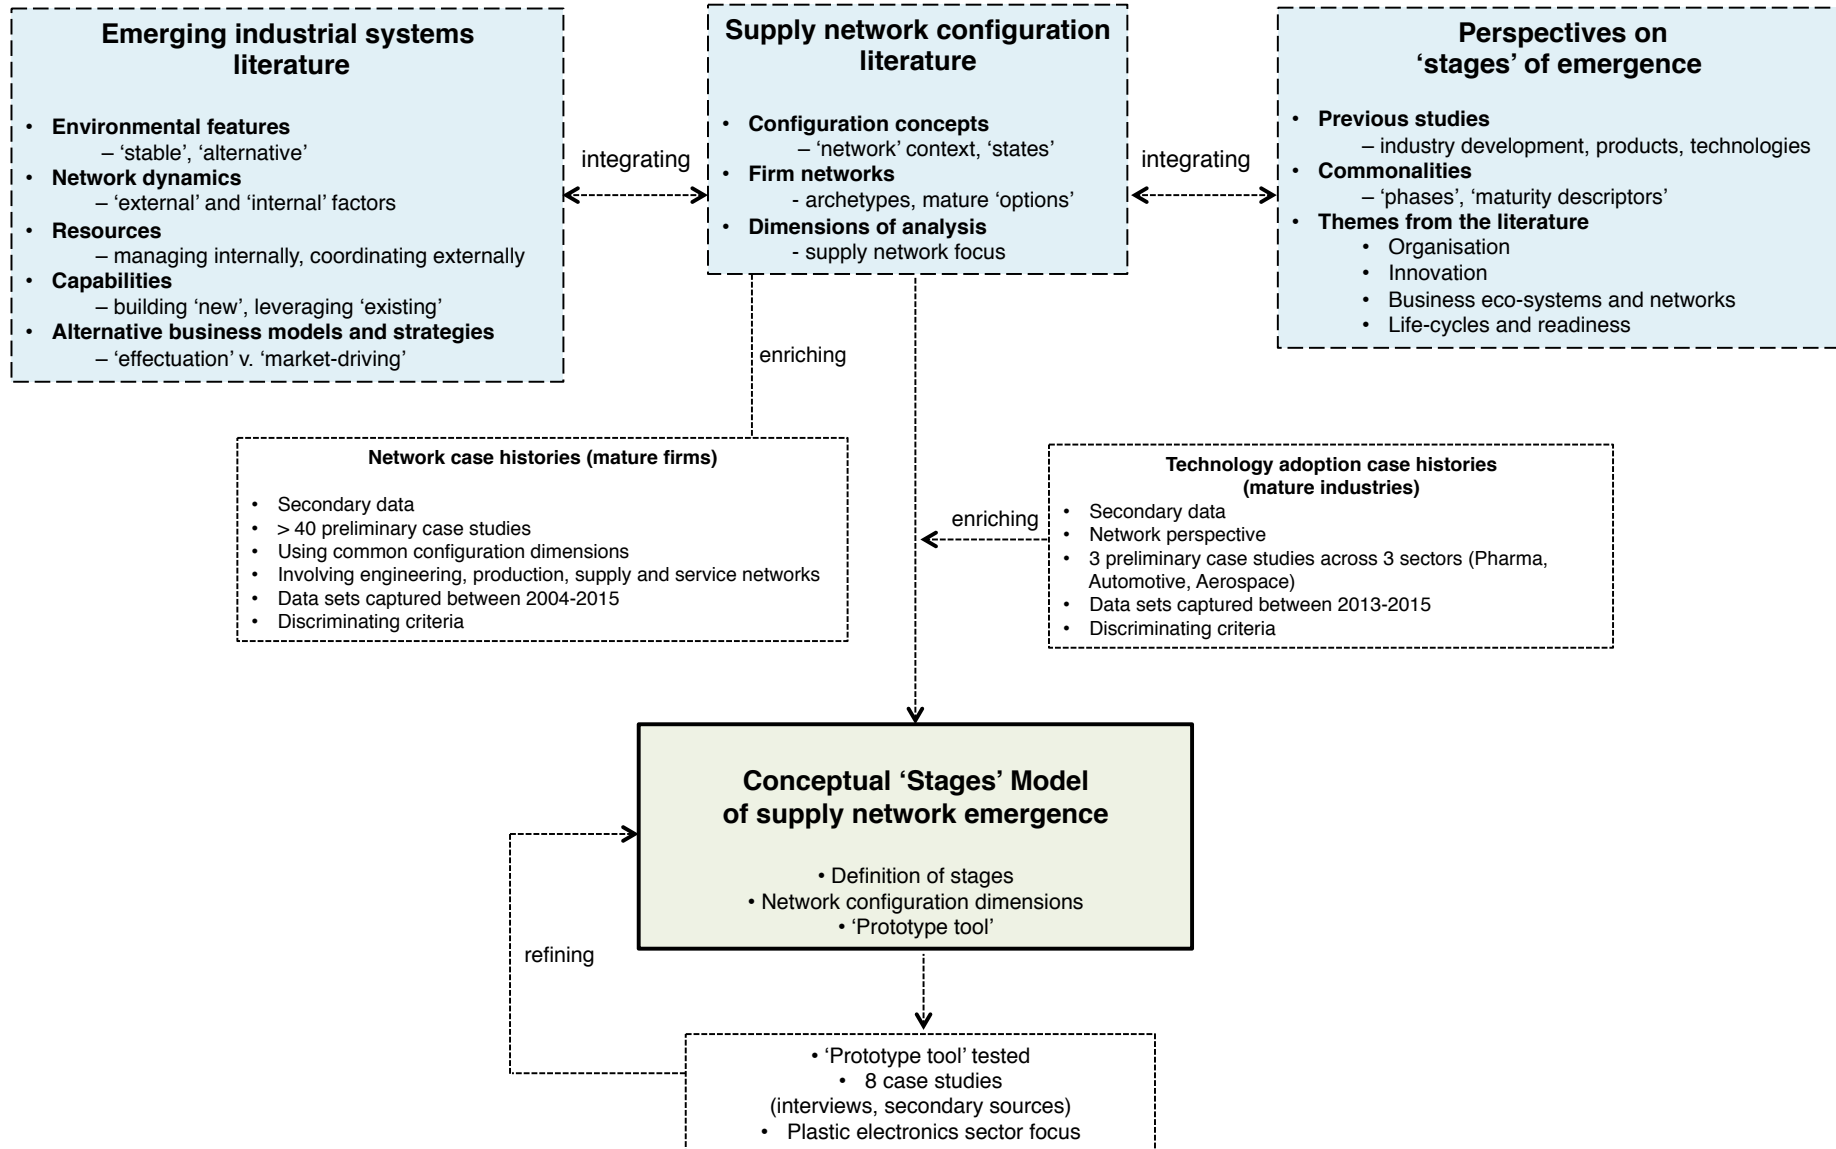 Emerging industrial systems
literature
• Environmental features
– ‘stable’, ‘alternative’
• Network dynamics
– ‘external’ and ‘internal’ factors
• Resources
– managing internally, coordinating externally
• Capabilities
– building ‘new’, leveraging ‘existing’
• Alternative business models and strategies
– ‘effectuation’ v. ‘market-driving’
integrating
Supply network configuration
literature
• Configuration concepts
– ‘network’ context, ‘states’
• Firm networks
- archetypes, mature ‘options’
• Dimensions of analysis
- supply network focus
integrating
Perspectives on
‘stages’ of emergence
• Previous studies
– industry development, products, technologies
• Commonalities
– ‘phases’, ‘maturity descriptors’
• Themes from the literature
• Organisation
• Innovation
• Business eco-systems and networks
• Life-cycles and readiness
enriching
Network case histories (mature firms)
• Secondary data
• > 40 preliminary case studies
• Using common configuration dimensions
• Involving engineering, production, supply and service networks
• Data sets captured between 2004-2015
• Discriminating criteria
enriching
Technology adoption case histories
(mature industries)
• Secondary data
• Network perspective
• 3 preliminary case studies across 3 sectors (Pharma,
Automotive, Aerospace)
• Data sets captured between 2013-2015
• Discriminating criteria
Conceptual ‘Stages’ Model
of supply network emergence
• Definition of stages
• Network configuration dimensions
• ‘Prototype tool’
refining
• ‘Prototype tool’ tested
• 8 case studies
(interviews, secondary sources)
• Plastic electronics sector focus